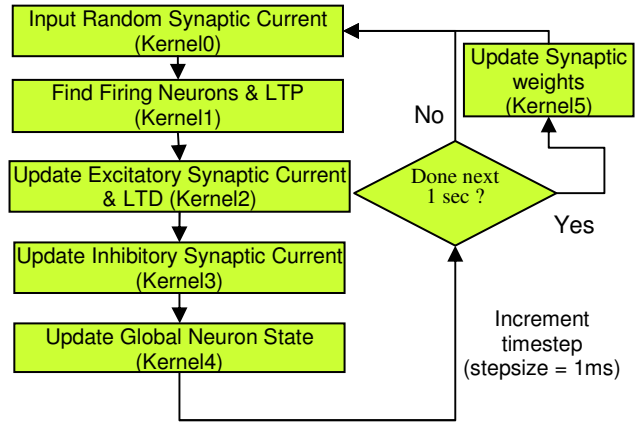 Input Random Synaptic Current
(Kernel0)
Find Firing Neurons & LTP
(Kernel1)
Update Excitatory Synaptic Current
& LTD (Kernel2)
Update Inhibitory Synaptic Current
(Kernel3)
Update Global Neuron State
(Kernel4)
Increment
timestep
(stepsize = 1ms)
Done next
1 sec ?
No
Yes
Update Synaptic
weights
(Kernel5)